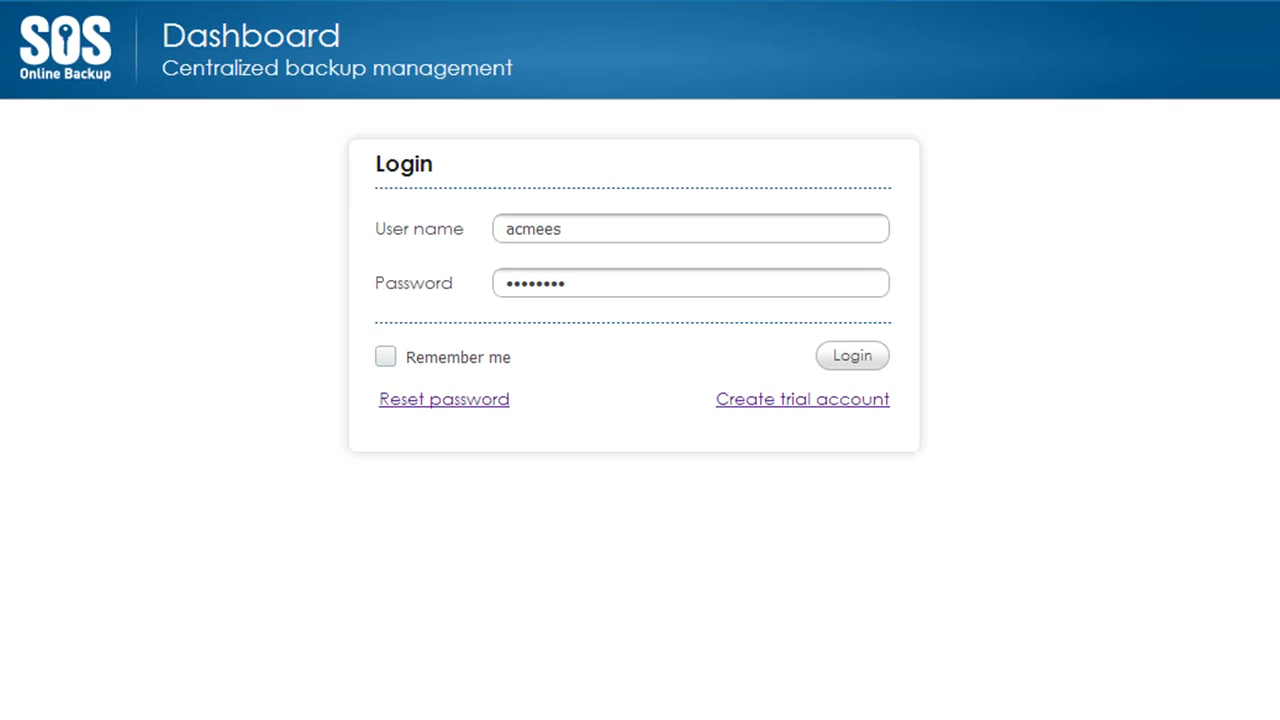 SOS
Online Backup
Dashboard
Centralized backup management
Login
User name
acmees
Password
••••••••
Remember me
Login
Reset password
Create trial account